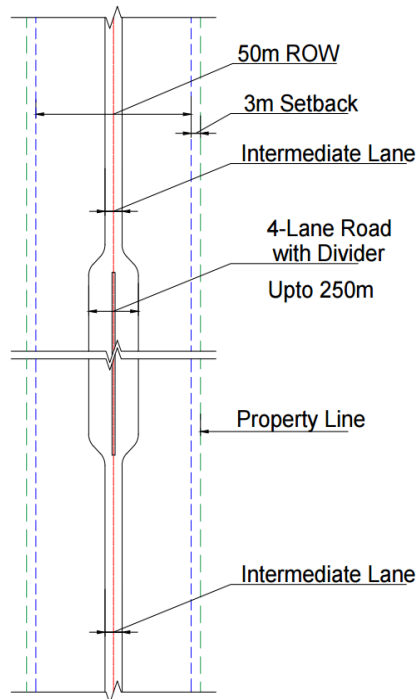 50m ROW
3m Setback
Intermediate Lane
4-Lane Road
with Divider
Upto 250m
Property Line
Intermediate Lane